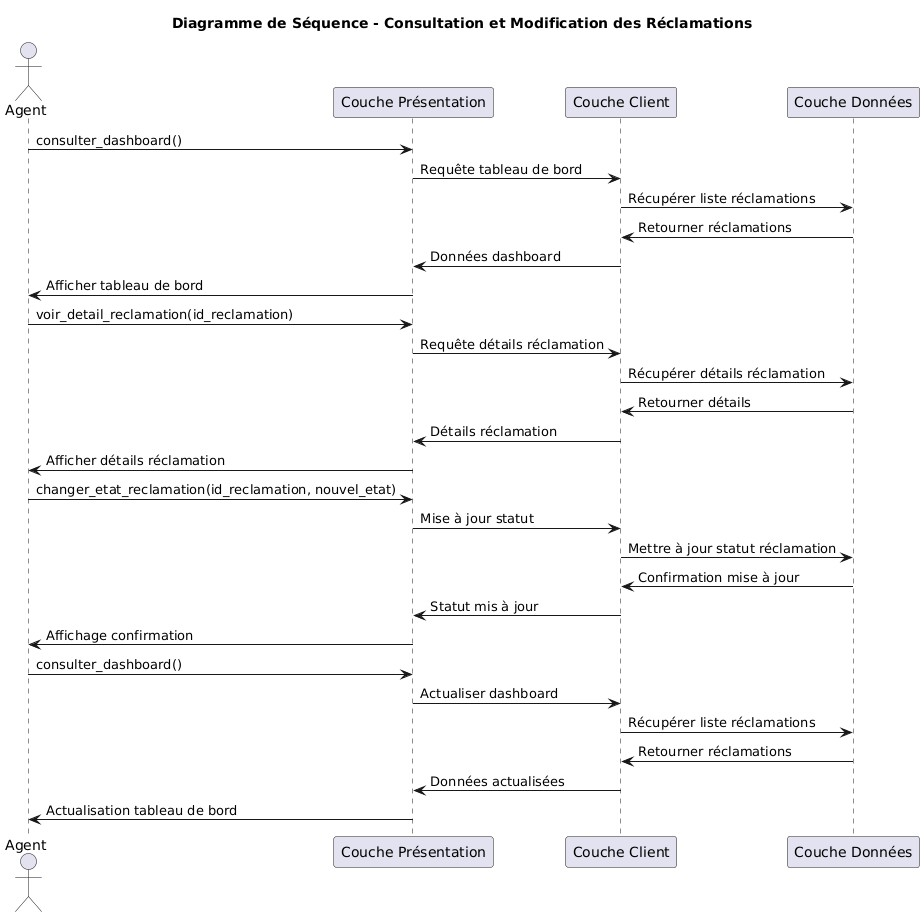 Diagramme de Séquence - Consultation et Modification des Réclamations
Agent
Couche Présentation
Couche Client
Couche Données
consulter_dashboard()
Requête tableau de bord
Récupérer liste réclamations
Retourner réclamations
Données dashboard
Afficher tableau de bord
voir_detail_reclamation(id_reclamation)
Requête détails réclamation
Récupérer détails réclamation
Retourner détails
Détails réclamation
Afficher détails réclamation
changer_etat_reclamation(id_reclamation, nouvel_etat)
Mise à jour statut
Mettre à jour statut réclamation
Confirmation mise à jour
Statut mis à jour
Affichage confirmation
consulter_dashboard()
Actualiser dashboard
Récupérer liste réclamations
Retourner réclamations
Données actualisées
Actualisation tableau de bord
Agent
Couche Présentation
Couche Client
Couche Données